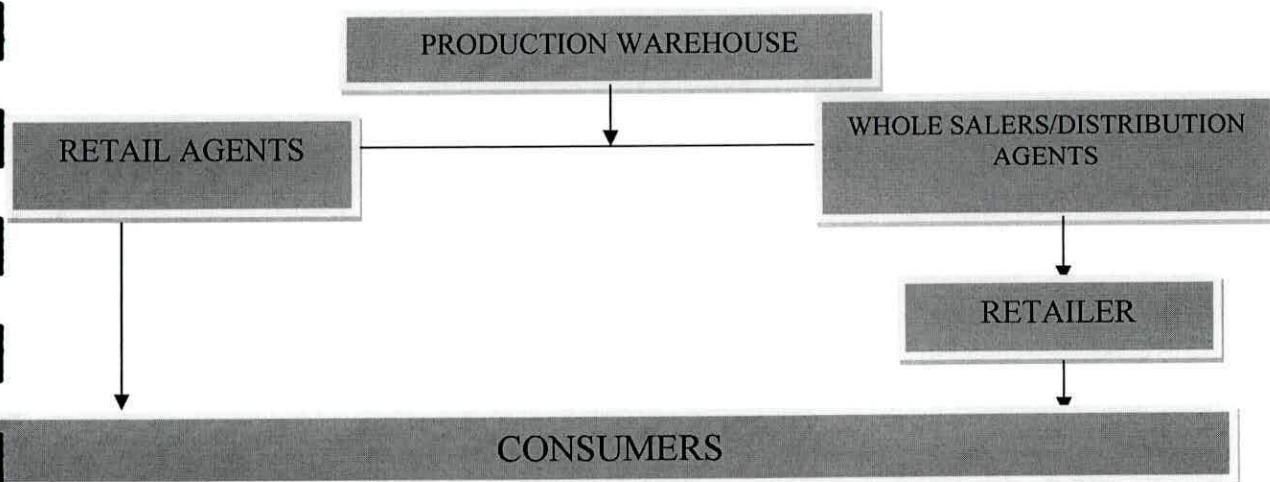 PRODUCTION WAREHOUSE
RETAIL AGENTS
WHOLE SALERS/DISTRIBUTION
AGENTS
RETAILER
CONSUMERS